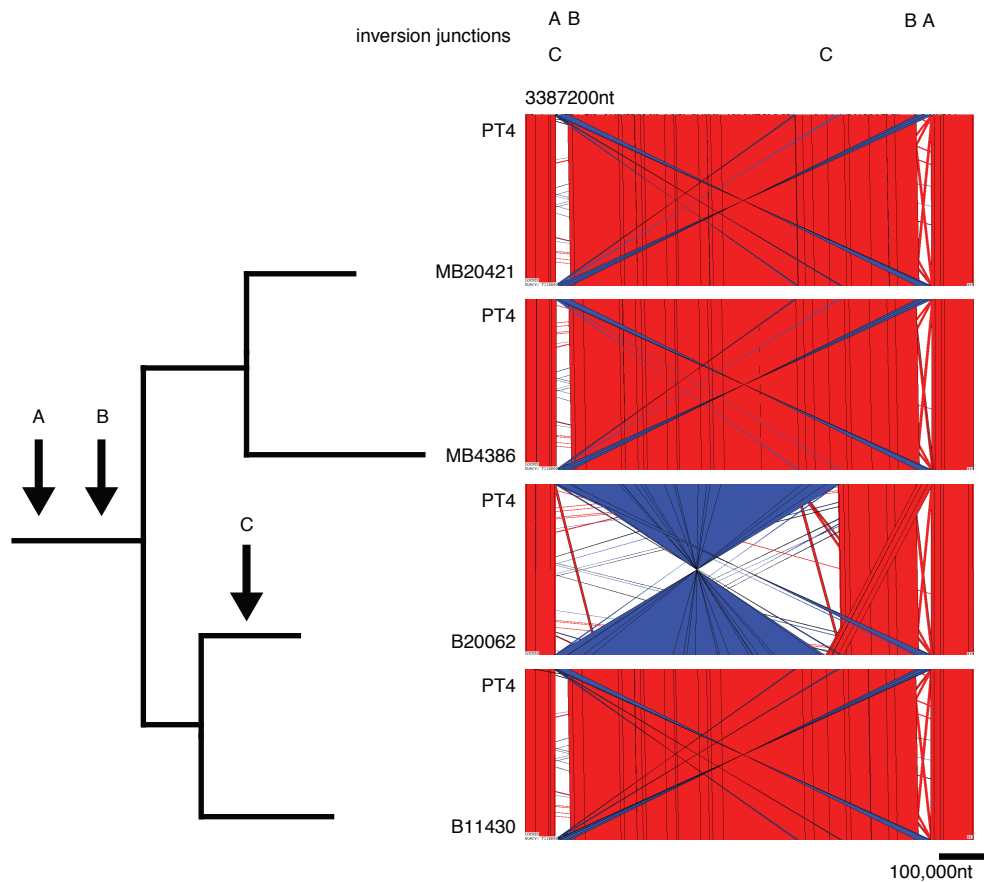 A B B A
inversion junctions
C C
3387200nt
PT4
MB20421
PT4
A B
MB4386
PT4
C
B20062
PT4
B11430
100,000nt